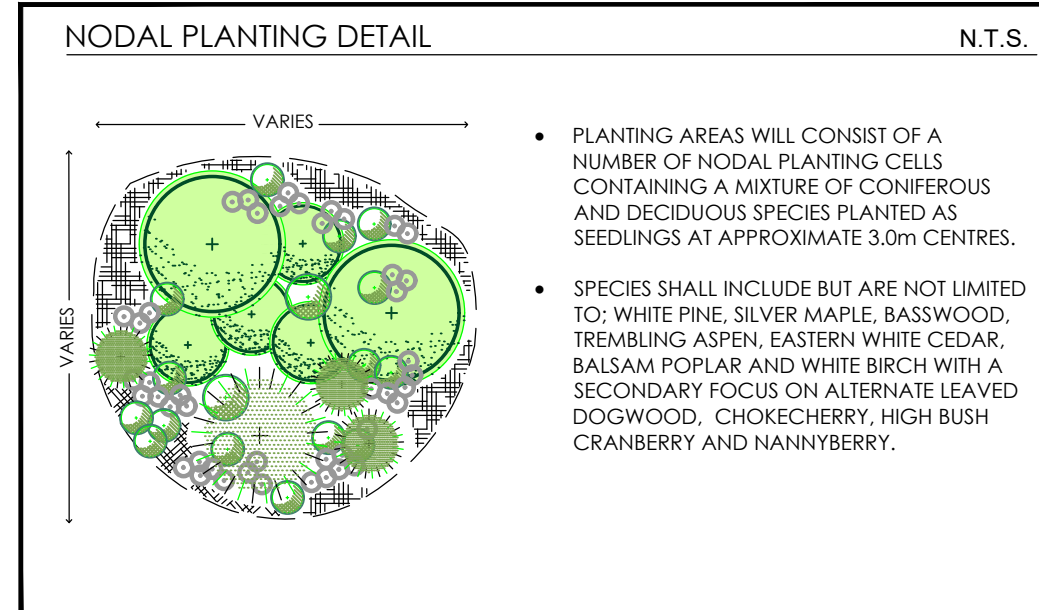 NODAL PLANTING DETAIL
N.T.S.
VARIES
VARIES
• PLANTING AREAS WILL CONSIST OF A
NUMBER OF NODAL PLANTING CELLS
CONTAINING A MIXTURE OF CONIFEROUS
AND DECIDUOUS SPECIES PLANTED AS
SEEDLINGS AT APPROXIMATE 3.0m CENTRES.
• SPECIES SHALL INCLUDE BUT ARE NOT LIMITED
TO; WHITE PINE, SILVER MAPLE, BASSWOOD,
TREMBLING ASPEN, EASTERN WHITE CEDAR,
BALSAM POPLAR AND WHITE BIRCH WITH A
SECONDARY FOCUS ON ALTERNATE LEAVED
DOGWOOD, CHOKECHERRY, HIGH BUSH
CRANBERRY AND NANNYBERRY.